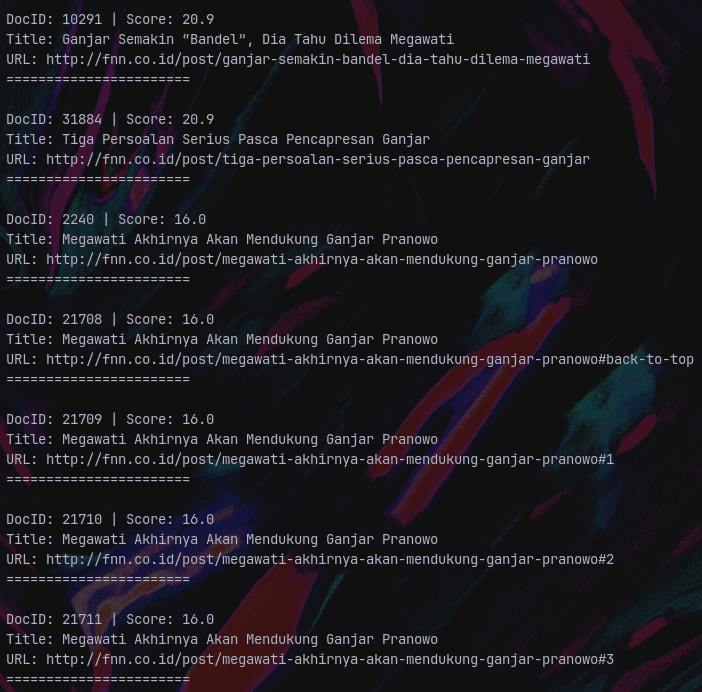 DocID: 10291 | Score: 20.9
Title: Ganjar Semakin “Bandel”, Dia Tahu Dilema Megawati
URL: http://fnn.co.id/post/ganjar-semakin-bandel-dia-tahu-dilema-megawati
=======================
DocID: 31884 | Score: 20.9
Title: Tiga Persoalan Serius Pasca Pencapresan Ganjar
URL: http://fnn.co.id/post/tiga-persoalan-serius-pasca-pencapresan-ganjar
=======================
DocID: 2240 | Score: 16.0
Title: Megawati Akhirnya Akan Mendukung Ganjar Pranowo
URL: http://fnn.co.id/post/megawati-akhirnya-akan-mendukung-ganjar-pranowo
=======================
DocID: 21708 | Score: 16.0
Title: Megawati Akhirnya Akan Mendukung Ganjar Pranowo
URL: http://fnn.co.id/post/megawati-akhirnya-akan-mendukung-ganjar-pranowo#back-to-top
=======================
DocID: 21709 | Score: 16.0
Title: Megawati Akhirnya Akan Mendukung Ganjar Pranowo
URL: http://fnn.co.id/post/megawati-akhirnya-akan-mendukung-ganjar-pranowo#1
=======================
DocID: 21710 | Score: 16.0
Title: Megawati Akhirnya Akan Mendukung Ganjar Pranowo
URL: http://fnn.co.id/post/megawati-akhirnya-akan-mendukung-ganjar-pranowo#2
=======================
DocID: 21711 | Score: 16.0
Title: Megawati Akhirnya Akan Mendukung Ganjar Pranowo
URL: http://fnn.co.id/post/megawati-akhirnya-akan-mendukung-ganjar-pranowo#3
=======================